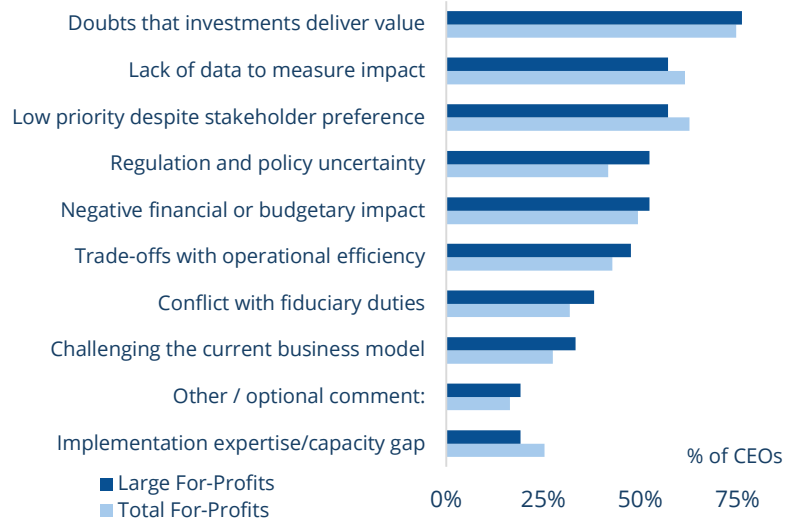 Doubts that investments deliver value
Lack of data to measure impact
Low priority despite stakeholder preference
Regulation and policy uncertainty
Negative financial or budgetary impact
Trade-offs with operational efficiency
Conflict with fiduciary duties
Challenging the current business model
Other / optional comment:
Implementation expertise/capacity gap
% of CEOs
Large For-Profits
Total For-Profits
0% 25% 50% 75%